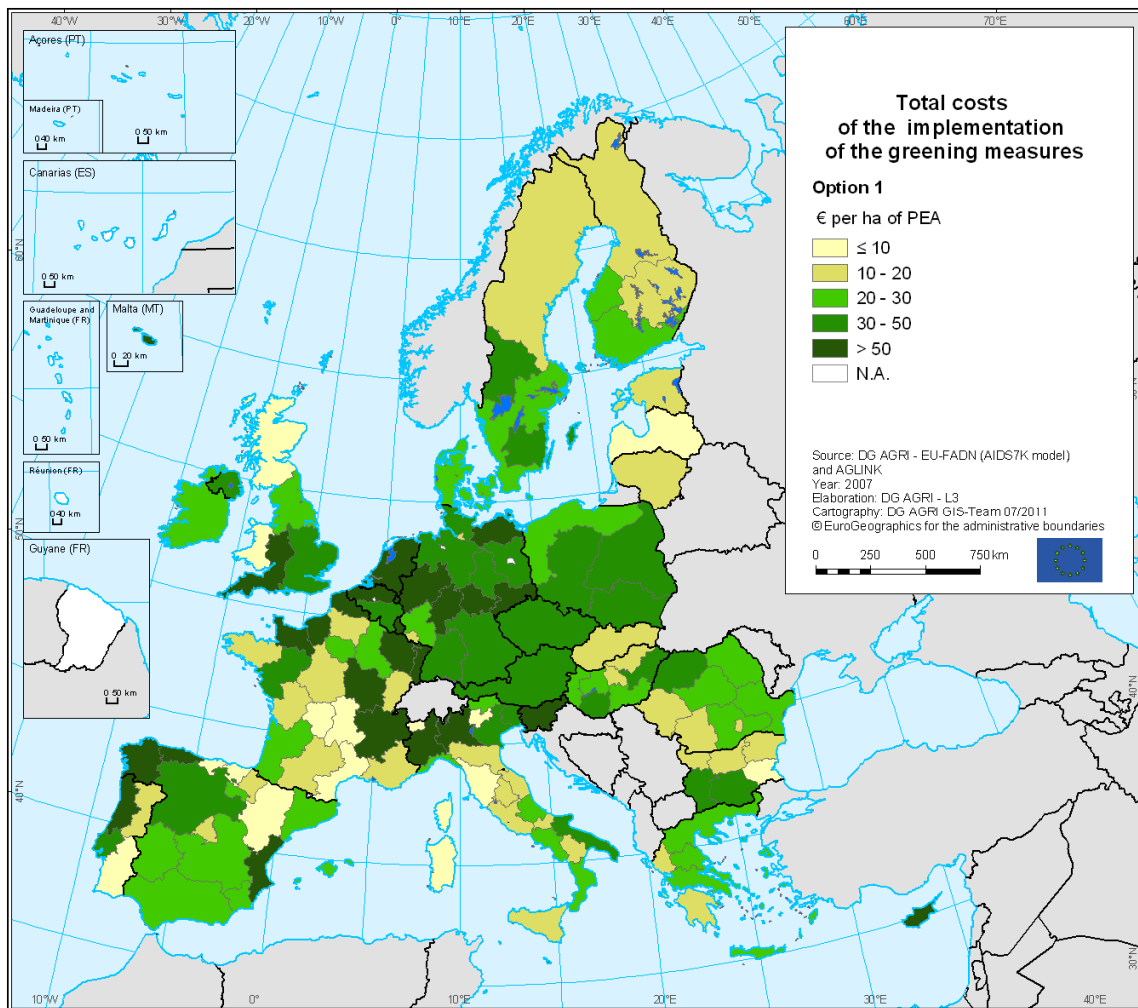 10°W 0° 10°E 20°E 30°E 40°E 50°E 60°E 70°E
Açores (PT)
Madeira (PT)
0 40 km
0 50 km
Canarias (ES)
0 50 km
Guadeloupe and
Martinique (FR)
0 50 km
Malta (MT)
0 20 km
Réunion (FR)
0 40 km
Guyane (FR)
0 50 km
Total costs
of the implementation
of the greening measures
Option 1
€ per ha of PEA
≤ 10
10 - 20
20 - 30
30 - 50
> 50
N.A.
Source: DG AGRI - EU-FADN (AIDS7K model)
and AGLINK
Year: 2007
Elaboration: DG AGRI - L3
Cartography: DG AGRI GIS-Team 07/2011
© EuroGeographics for the administrative boundaries
0 250 500 750 km
60°N
50°N
40°N
40°N
30°N
10°W 0° 10°E 20°E 30°E 40°E